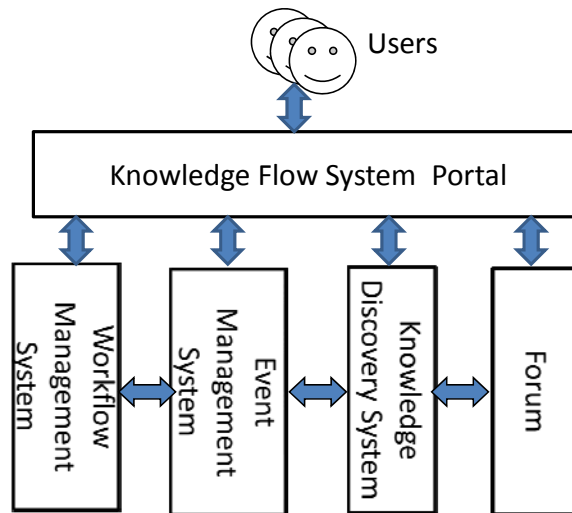 Users
Knowledge Flow System Portal
Workflow
Management
System
Event
Management
System
Knowledge
Discovery System
Forum